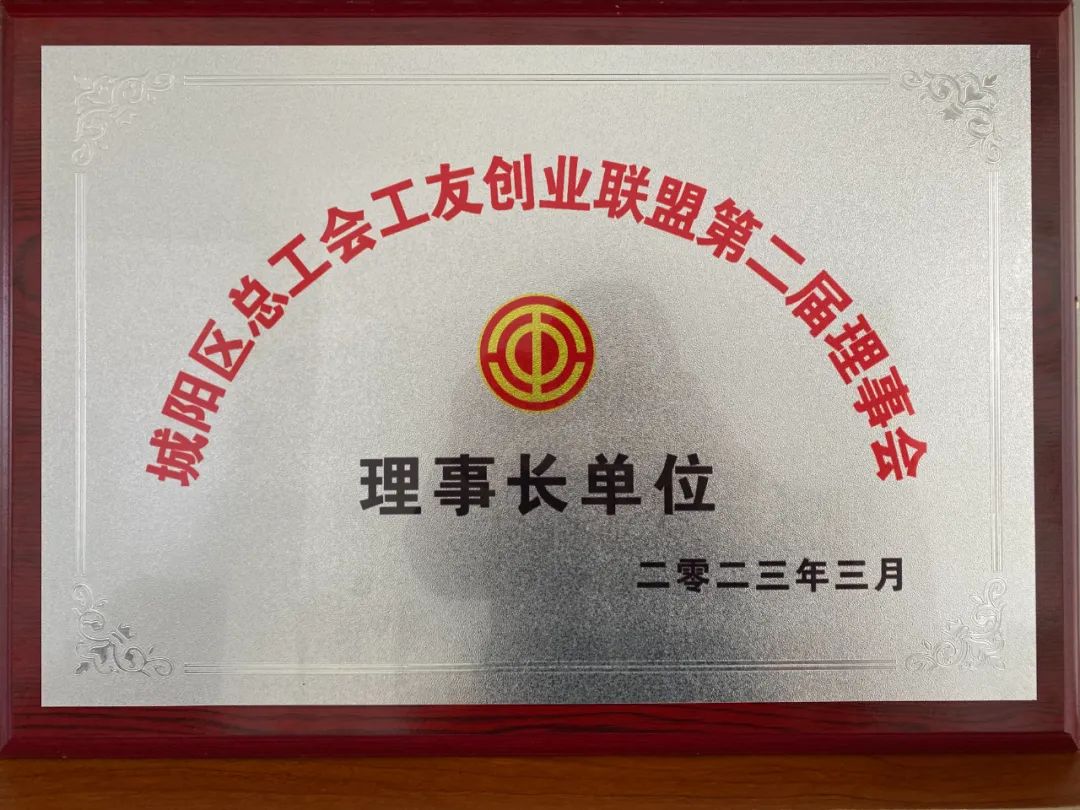 城阳区总工会工友创业联盟第二届理事会
理事长单位
二零二三年三月